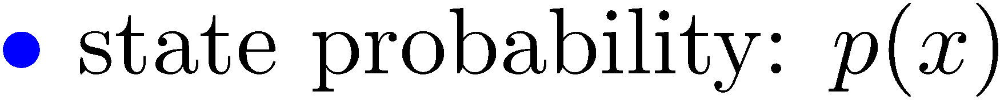 ● state probability: p(x)